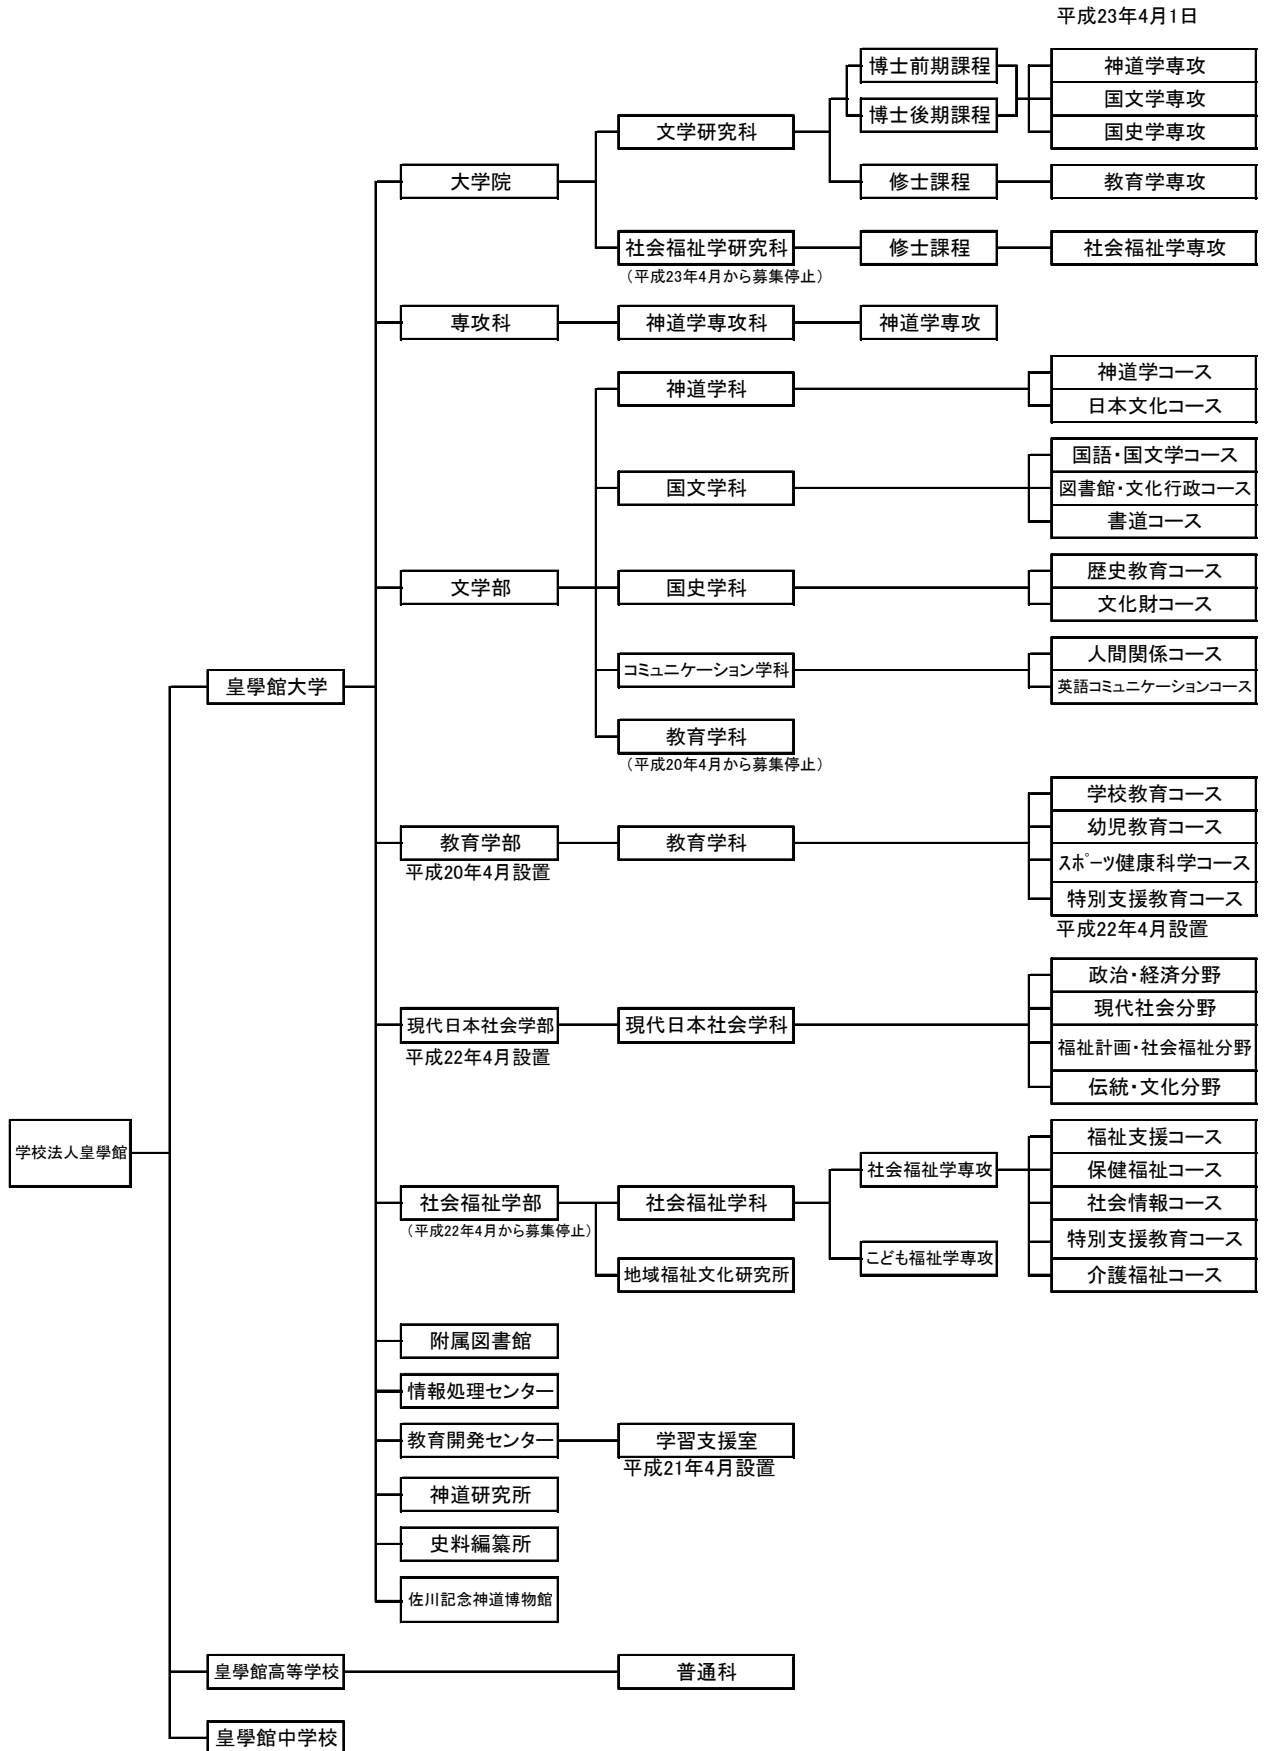 平成23年4月1日
博士前期課程
神道学専攻
国文学専攻
博士後期課程
文学研究科
国史学専攻
大学院
修士課程
教育学専攻
社会福祉学研究科
修士課程
社会福祉学専攻
（平成23年4月から募集停止）
専攻科
神道学専攻科
神道学専攻
神道学コース
神道学科
日本文化コース
国語・国文学コース
国文学科
図書館・文化行政コース
書道コース
歴史教育コース
文学部
国史学科
文化財コース
人間関係コース
コミュニケーション学科
皇學館大学
英語コミュニケーションコース
教育学科
（平成20年4月から募集停止）
学校教育コース
幼児教育コース
教育学部
教育学科
スポーツ健康科学コース
平成20年4月設置
特別支援教育コース
平成22年4月設置
政治・経済分野
現代社会分野
現代日本社会学部
現代日本社会学科
福祉計画・社会福祉分野
平成22年4月設置
伝統・文化分野
学校法人皇學館
福祉支援コース
社会福祉学専攻
保健福祉コース
社会福祉学部
社会福祉学科
社会情報コース
（平成22年4月から募集停止）
特別支援教育コース
こども福祉学専攻
地域福祉文化研究所
介護福祉コース
附属図書館
情報処理センター
教育開発センター
学習支援室
平成21年4月設置
神道研究所
史料編纂所
佐川記念神道博物館
皇學館高等学校
普通科
皇學館中学校